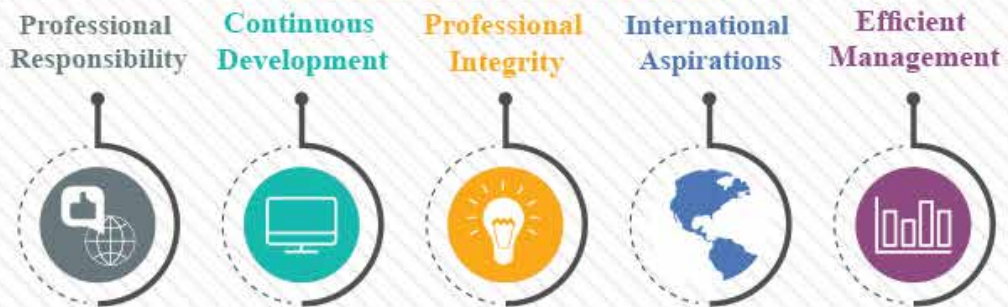 Professional
Responsibility
Continuous
Development
Professional
Integrity
International
Aspirations
Efficient
Management